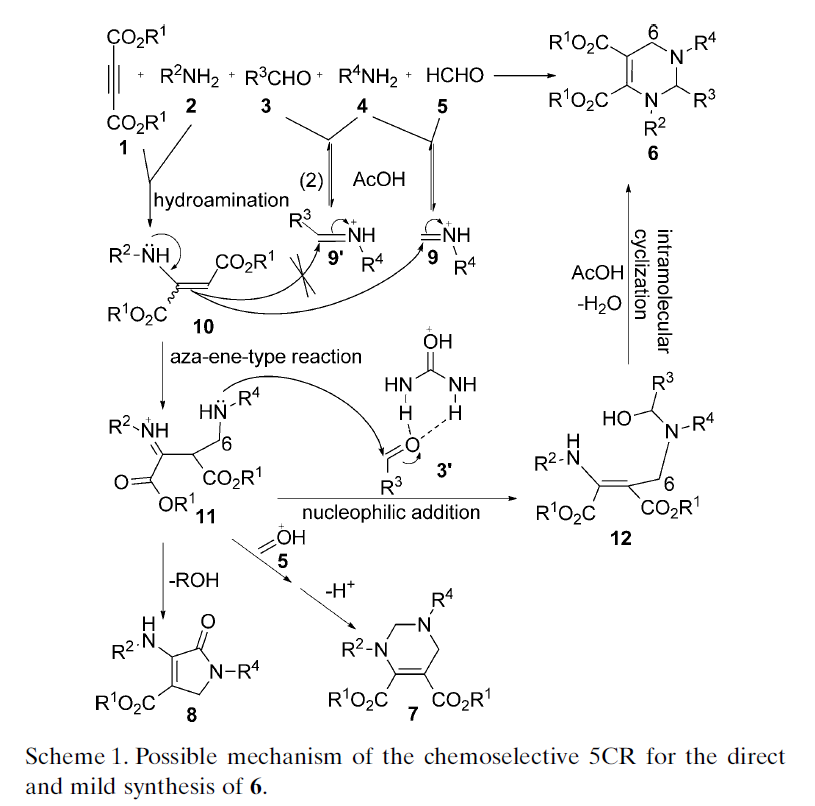 CO₂R¹
+ R²NH₂ + R³CHO + R⁴NH₂ + HCHO
CO₂R¹
1 2 3 4 5
R¹O₂C 6 N R⁴
R¹O₂C N R³
R²
6
hydroamination
(2) AcOH
R³ + NH R⁴
9'
+ NH R⁴
9
R²-N̈H CO₂R¹
R¹O₂C
10
AcOH
-H₂O
intramolecular
cyclization
aza-ene-type reaction
+OH
HN NH
H H
O
R³
3'
HN̈ R⁴
R² + NH 6
O CO₂R¹
OR¹
11
nucleophilic addition
R³
HO
N R⁴
H
R²-N 6
R¹O₂C CO₂R¹
12
-ROH
+OH
5
-H⁺
H
R²-N O
N-R⁴
R¹O₂C
8
R⁴
N
R²-N
R¹O₂C CO₂R¹
7
Scheme 1. Possible mechanism of the chemoselective 5CR for the direct
and mild synthesis of 6.